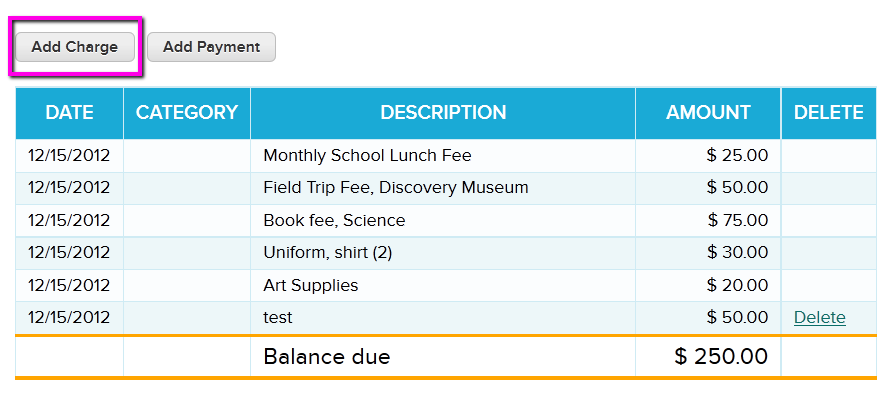 Add Charge Add Payment
DATE CATEGORY DESCRIPTION AMOUNT DELETE
12/15/2012 Monthly School Lunch Fee $ 25.00
12/15/2012 Field Trip Fee, Discovery Museum $ 50.00
12/15/2012 Book fee, Science $ 75.00
12/15/2012 Uniform, shirt (2) $ 30.00
12/15/2012 Art Supplies $ 20.00
12/15/2012 test $ 50.00 Delete
Balance due $ 250.00